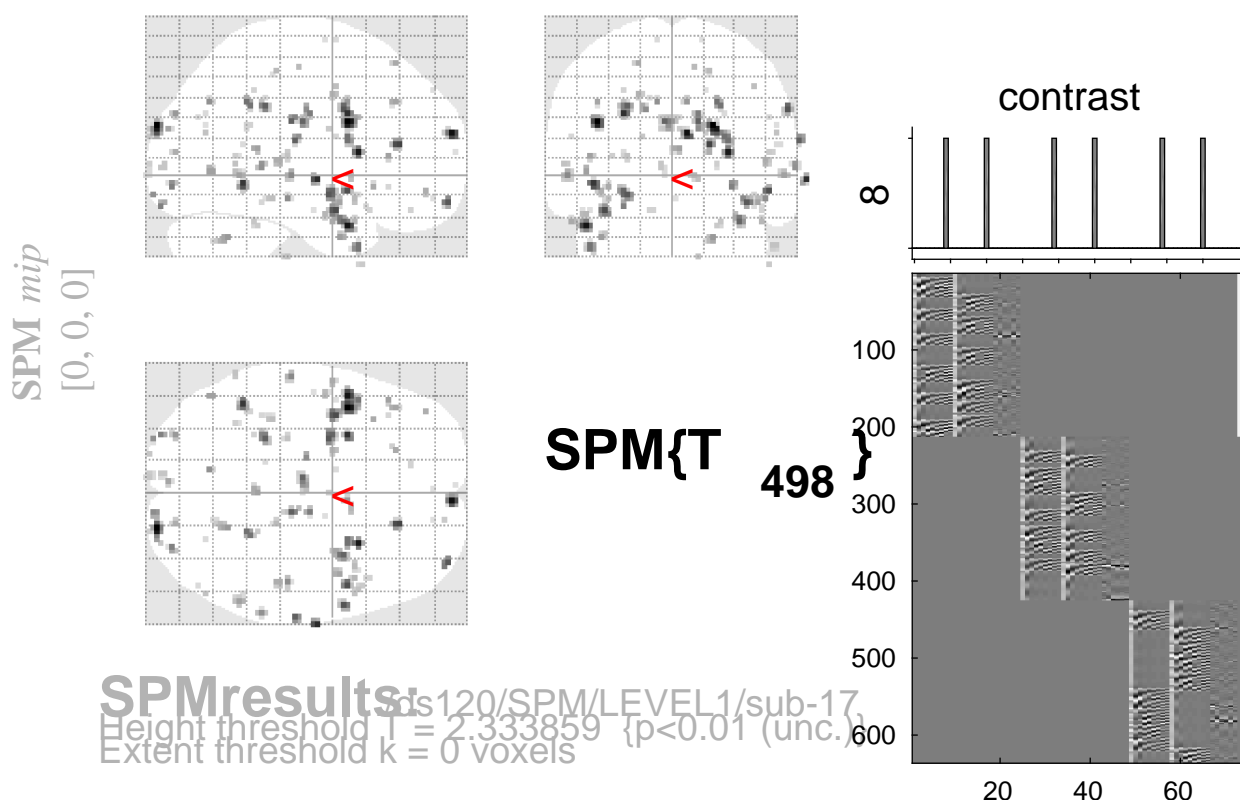 SPM mip
[0, 0, 0]
<
<
<
SPM{T498}
SPMresults: ./ds120/SPM/LEVEL1/sub-17
Height threshold T = 2.333859 {p<0.01 (unc.)}
Extent threshold k = 0 voxels
contrast
8
100
200
300
400
500
600
20 40 60